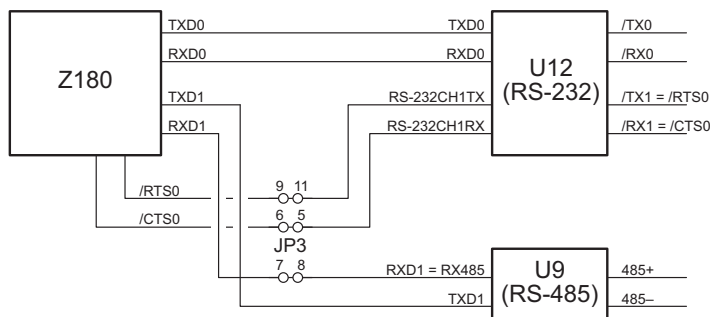 TXD0 TXD0 /TX0
RXD0 RXD0 /RX0
Z180
U12
(RS-232)
TXD1 RS-232CH1TX /TX1 = /RTS0
RXD1 RS-232CH1RX /RX1 = /CTS0
/RTS0 9 11
/CTS0 6 5
JP3
7 8 RXD1 = RX485 485+
U9
(RS-485)
TXD1 485–